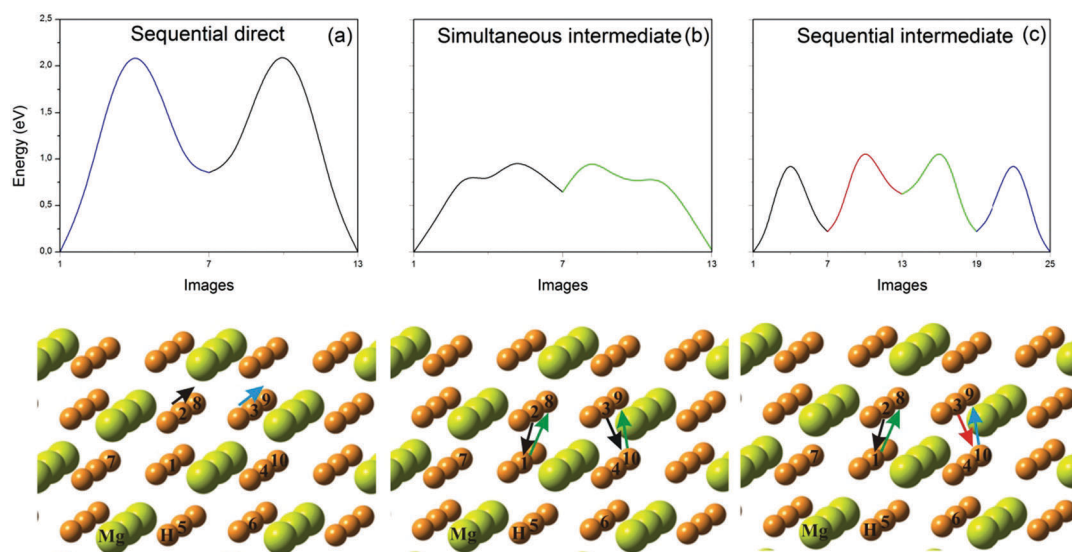 Sequential direct (a)
Simultaneous intermediate (b)
Sequential intermediate (c)
2,5
2,0
1,5
1,0
0,5
0,0
Energy (eV)
1 7 13
1 7 13
1 7 13 19 25
Images
Images
Images
2 8 3 9
7 1 4 10
Mg H 5 6
2 8 3 9
7 1 4 10
Mg H 5 6
2 8 3 9
7 1 4 10
Mg H 5 6